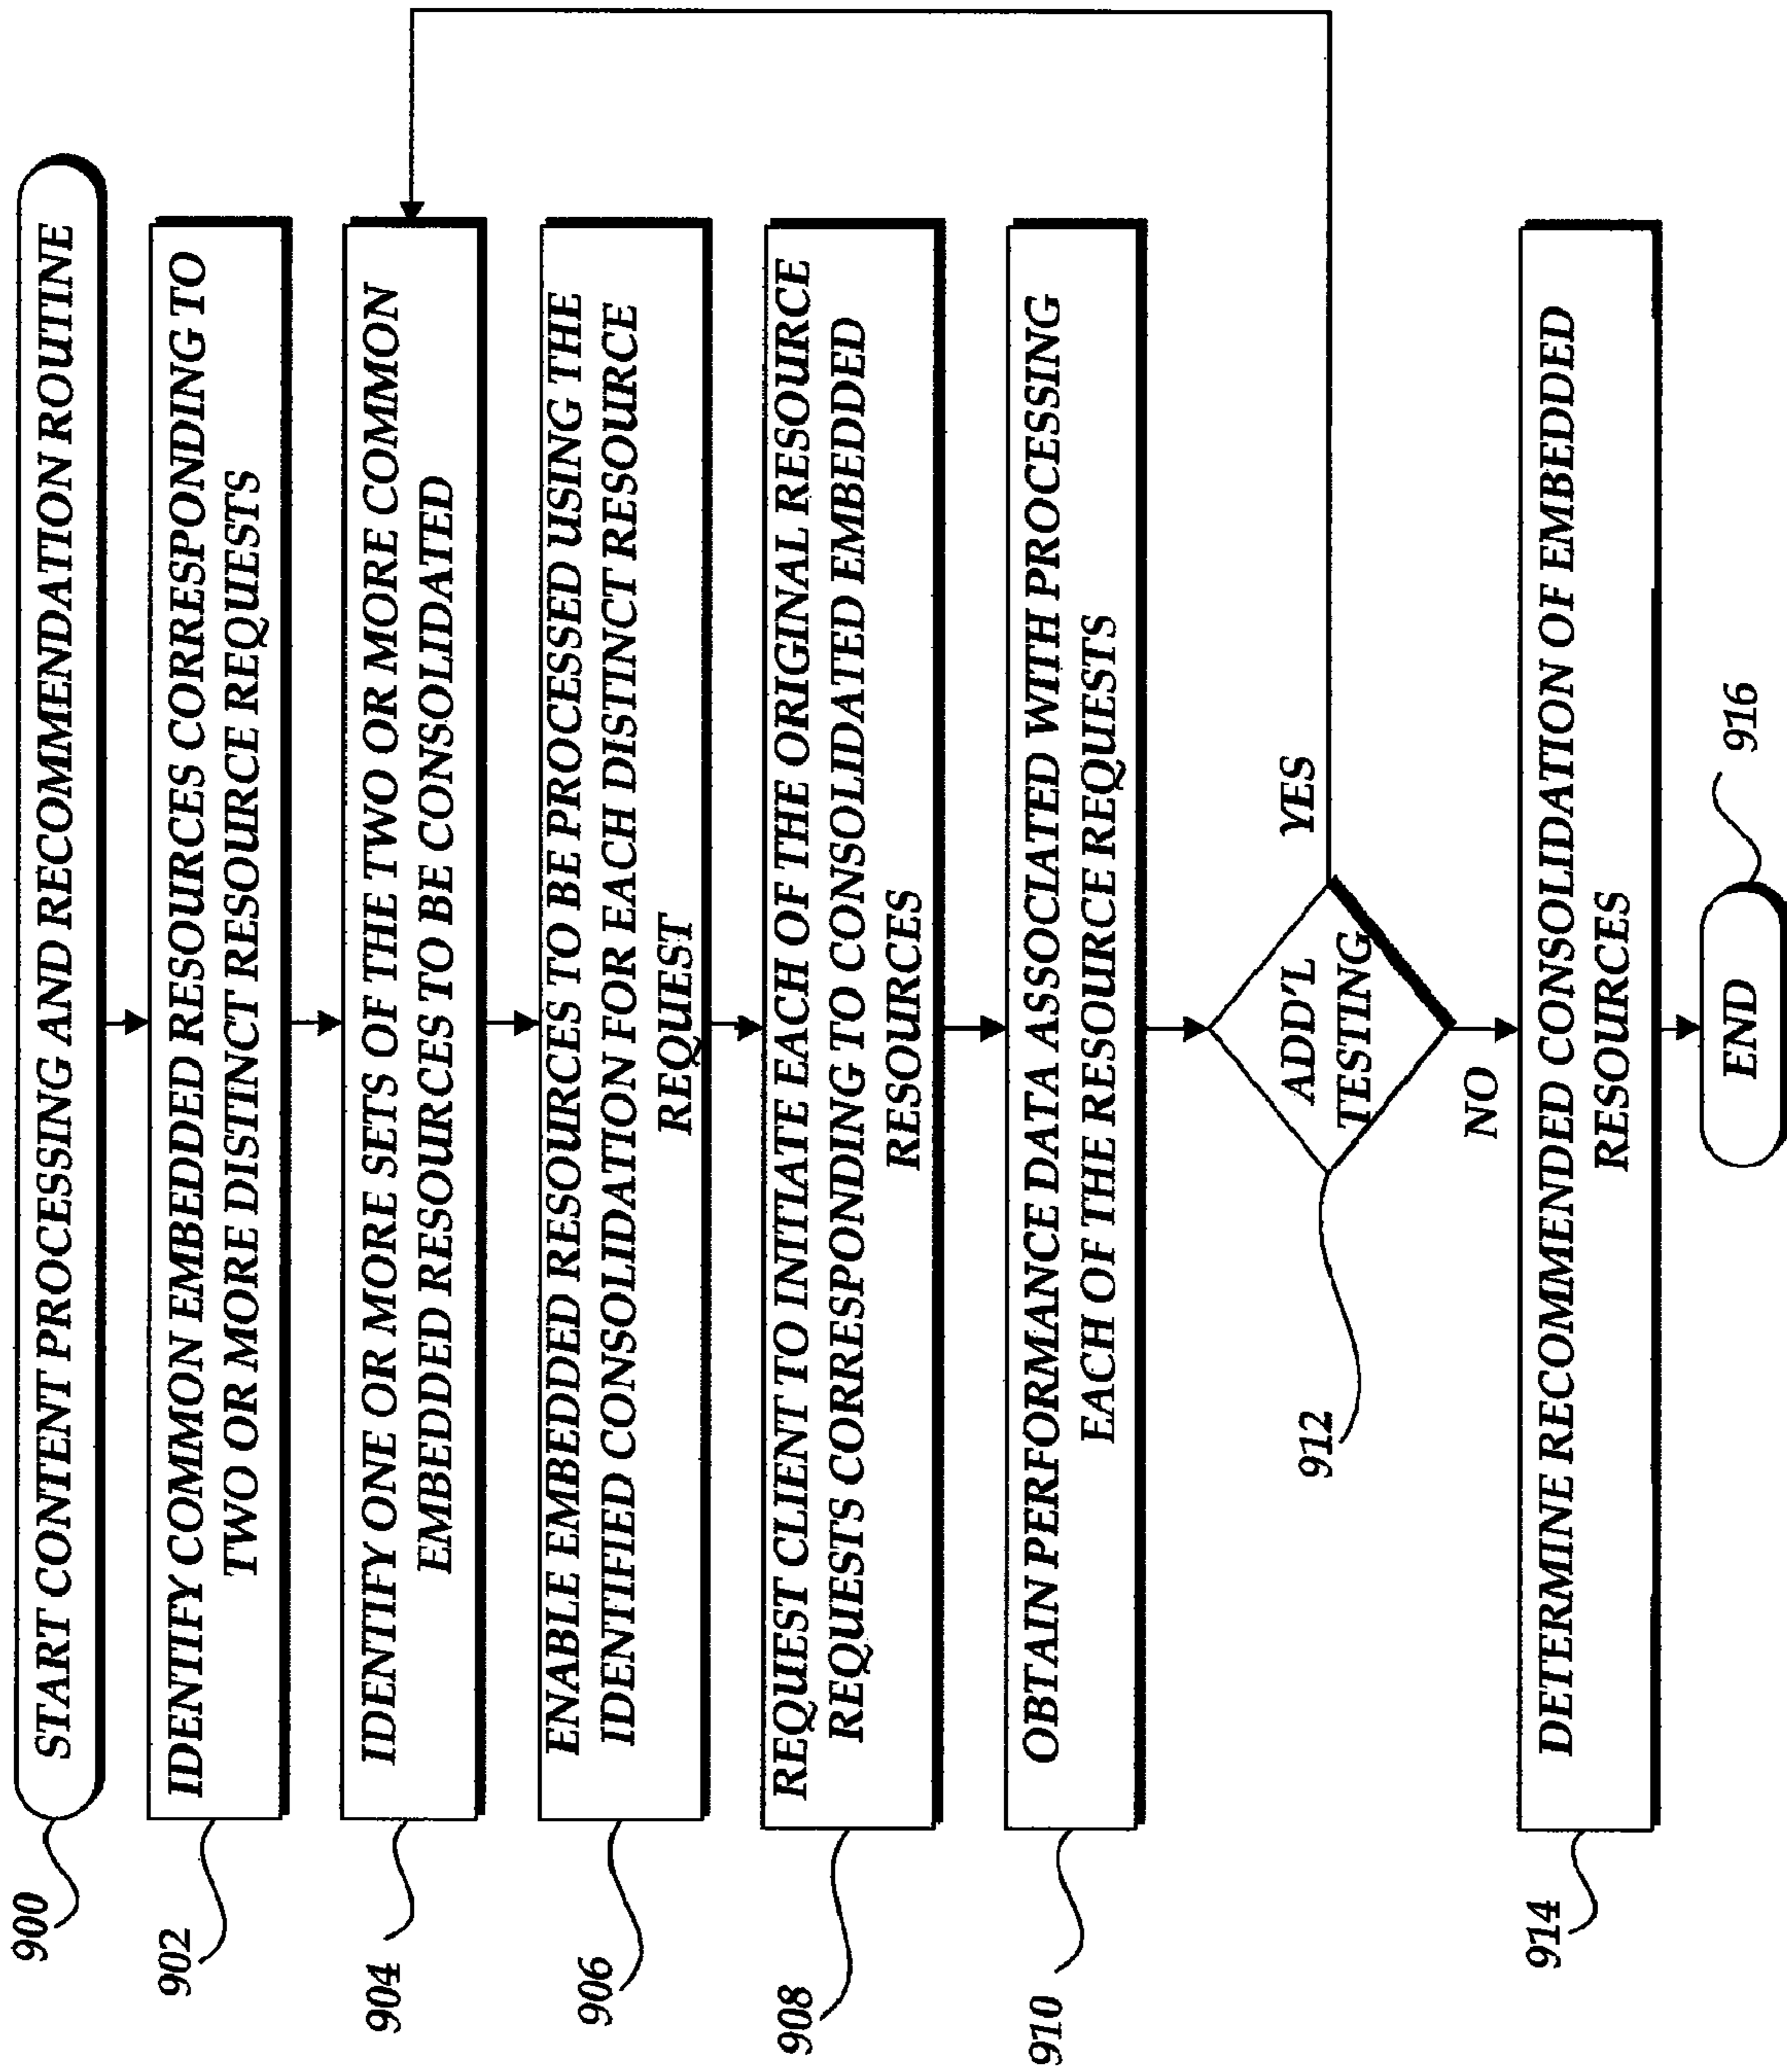 900
START CONTENT PROCESSING AND RECOMMENDATION ROUTINE
902
IDENTIFY COMMON EMBEDDED RESOURCES CORRESPONDING TO
TWO OR MORE DISTINCT RESOURCE REQUESTS
904
IDENTIFY ONE OR MORE SETS OF THE TWO OR MORE COMMON
EMBEDDED RESOURCES TO BE CONSOLIDATED
906
ENABLE EMBEDDED RESOURCES TO BE PROCESSED USING THE
IDENTIFIED CONSOLIDATION FOR EACH DISTINCT RESOURCE
REQUEST
908
REQUEST CLIENT TO INITIATE EACH OF THE ORIGINAL RESOURCE
REQUESTS CORRESPONDING TO CONSOLIDATED EMBEDDED
RESOURCES
910
OBTAIN PERFORMANCE DATA ASSOCIATED WITH PROCESSING
EACH OF THE RESOURCE REQUESTS
912
ADD'L
TESTING
YES
NO
914
DETERMINE RECOMMENDED CONSOLIDATION OF EMBEDDED
RESOURCES
END
916